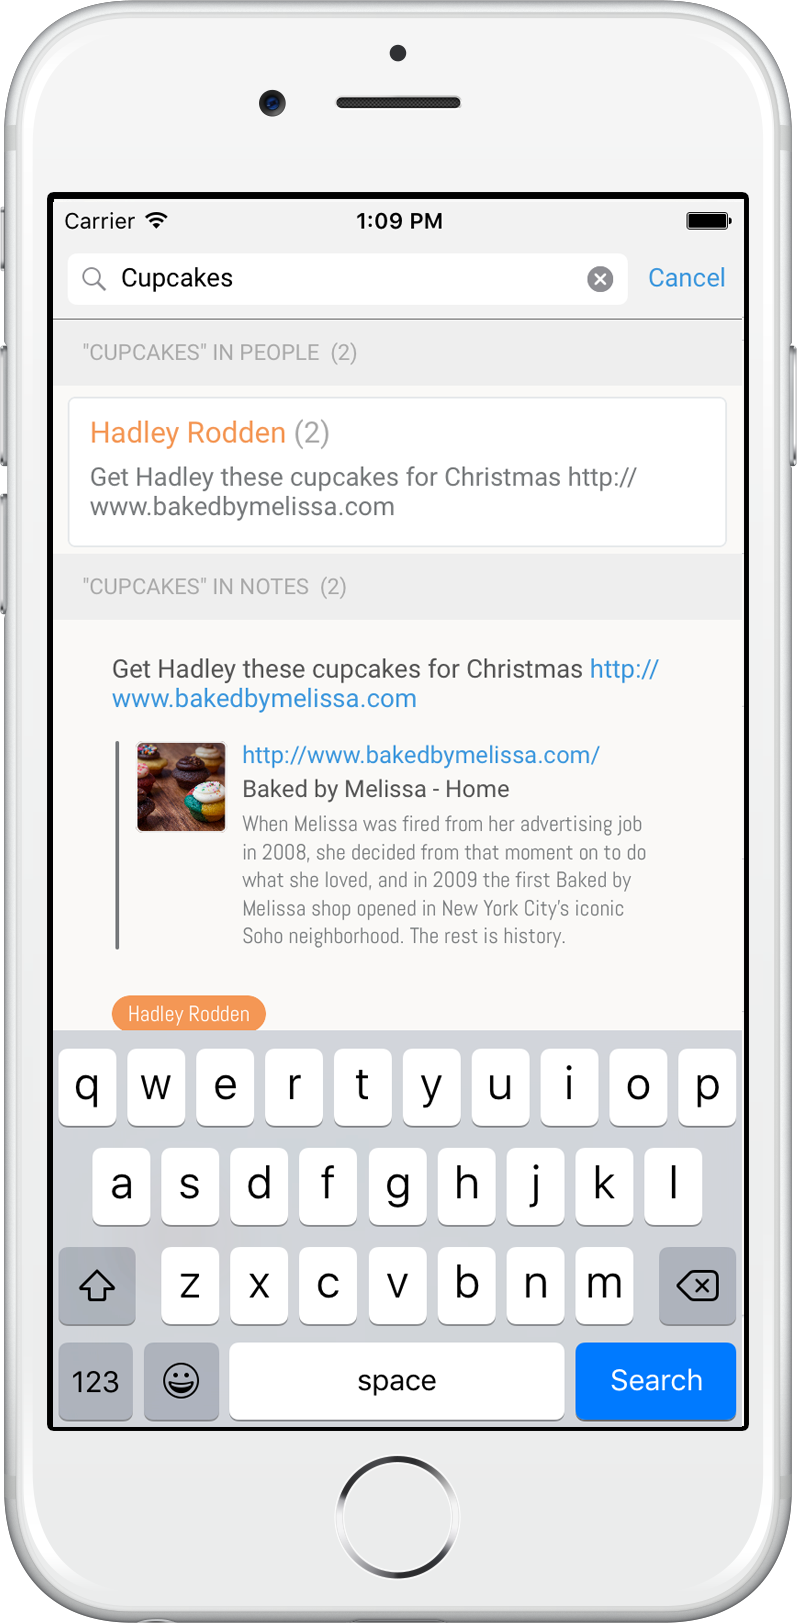 Carrier 1:09 PM
Cupcakes Cancel
"CUPCAKES" IN PEOPLE (2)
Hadley Rodden (2)
Get Hadley these cupcakes for Christmas http://
www.bakedbymelissa.com
"CUPCAKES" IN NOTES (2)
Get Hadley these cupcakes for Christmas http://
www.bakedbymelissa.com
http://www.bakedbymelissa.com/
Baked by Melissa - Home
When Melissa was fired from her advertising job
in 2008, she decided from that moment on to do
what she loved, and in 2009 the first Baked by
Melissa shop opened in New York City's iconic
Soho neighborhood. The rest is history.
Hadley Rodden
q w e r t y u i o p
a s d f g h j k l
z x c v b n m
123 space Search